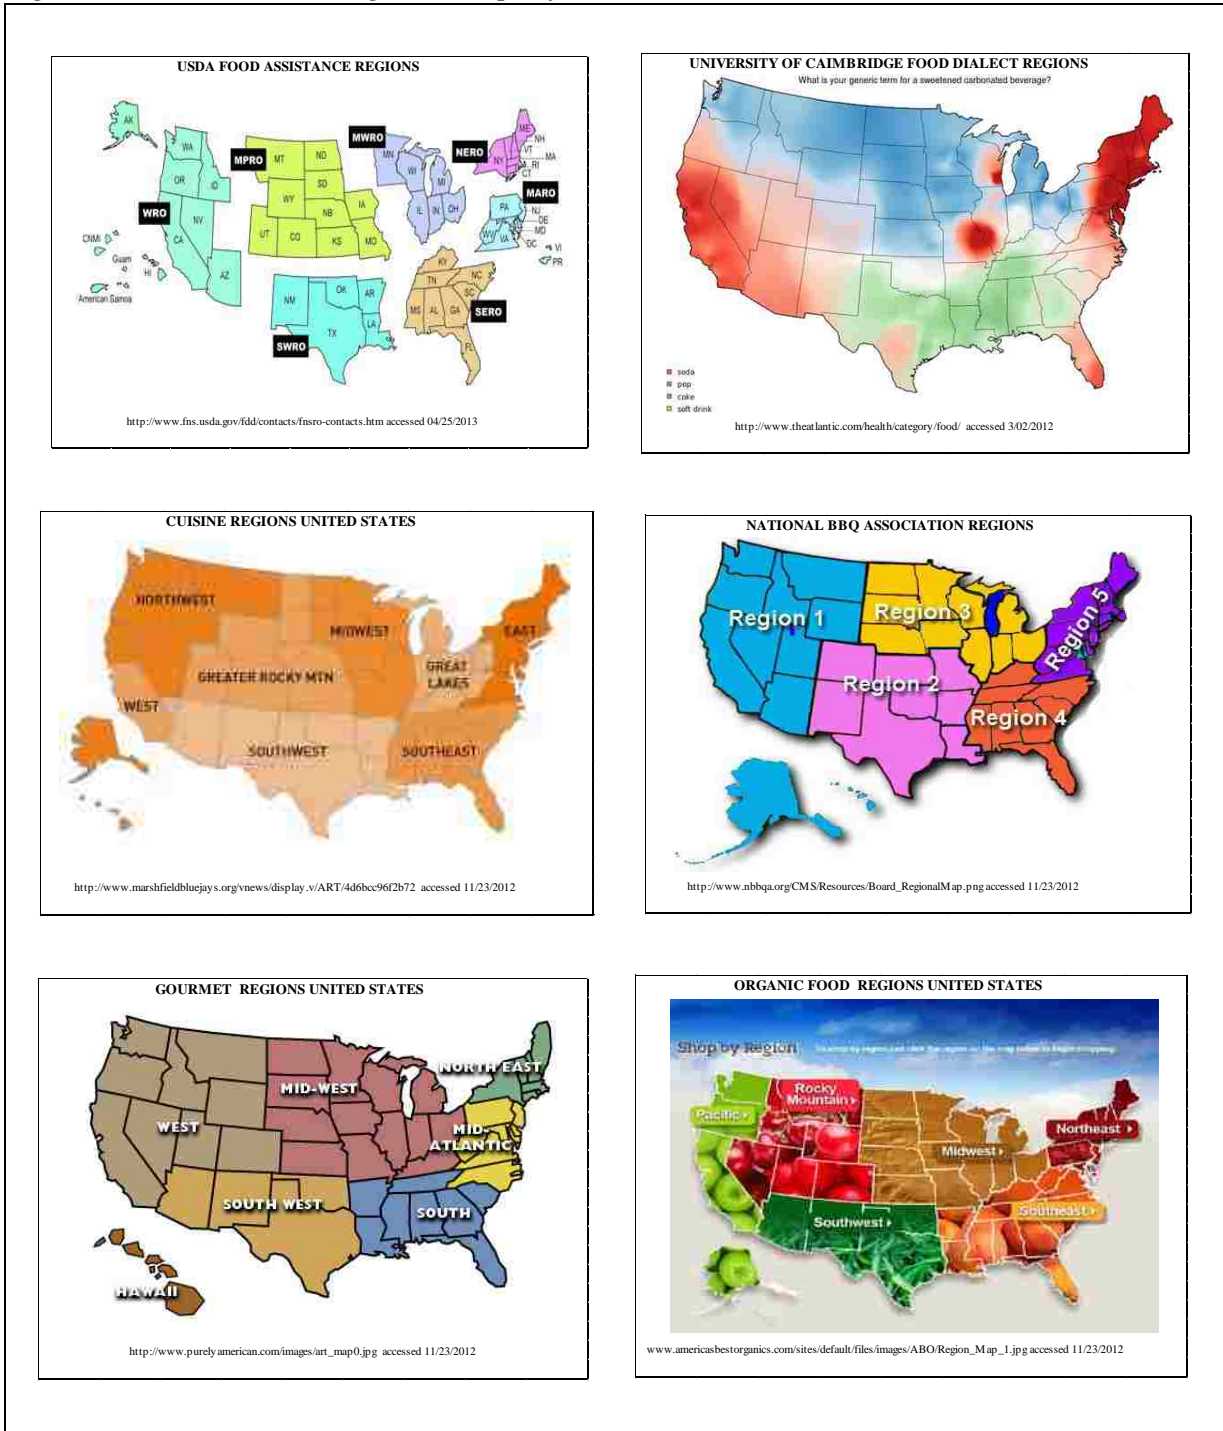 USDA FOOD ASSISTANCE REGIONS
AK
WA
OR
ID
WRO
NV
CA
AZ
CNMI
Guam
HI
American Samoa
MPRO
MT
ND
SD
WY
NB
IA
UT
CO
KS
MO
MWRO
MN
WI
MI
IL
IN
OH
NERO
ME
NH
VT
MA
NY
RI
CT
MARO
PA
NJ
DE
MD
WV
VA
DC
VI
PR
NM
OK
AR
TX
LA
SWRO
KY
TN
NC
SC
MS
AL
GA
SERO
FL
http://www.fns.usda.gov/fdd/contacts/fnsro-contacts.htm accessed 04/25/2013
UNIVERSITY OF CAIMBRIDGE FOOD DIALECT REGIONS
What is your generic term for a sweetened carbonated beverage?
soda
pop
coke
soft drink
http://www.theatlantic.com/health/category/food/ accessed 3/02/2012
CUISINE REGIONS UNITED STATES
NORTHWEST
MIDWEST
EAST
GREATER ROCKY MTN
GREAT
LAKES
WEST
SOUTHWEST
SOUTHEAST
http://www.marshfieldbluejays.org/vnews/display.v/ART/4d6bcc96f2b72 accessed 11/23/2012
NATIONAL BBQ ASSOCIATION REGIONS
Region 1
Region 3
Region 5
Region 2
Region 4
http://www.nbbqa.org/CMS/Resources/Board_RegionalMap.png accessed 11/23/2012
GOURMET REGIONS UNITED STATES
NORTH EAST
MID-WEST
WEST
MID-
ATLANTIC
SOUTH WEST
SOUTH
HAWAII
http://www.purelyamerican.com/images/art_map0.jpg accessed 11/23/2012
ORGANIC FOOD REGIONS UNITED STATES
Shop by Region
Rocky
Mountain
Pacific
Northeast
Midwest
Southeast
Southwest
www.americasbestorganics.com/sites/default/files/images/ABO/Region_Map_1.jpg accessed 11/23/2012